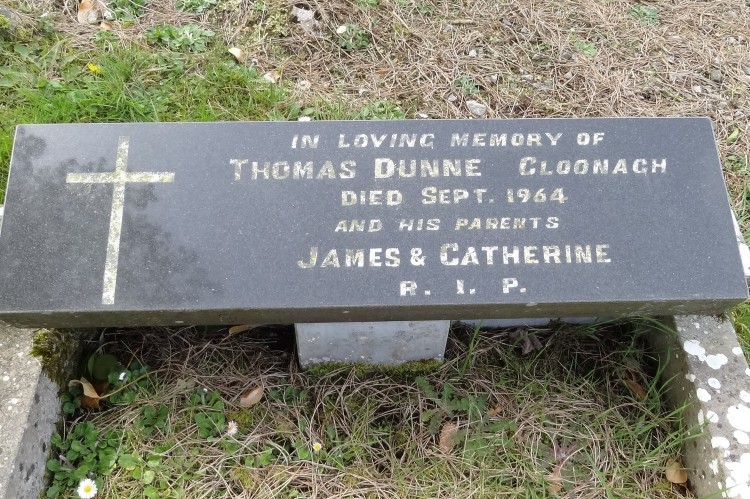 IN LOVING MEMORY OF
THOMAS DUNNE CLOONAGH
DIED SEPT. 1964
AND HIS PARENTS
JAMES & CATHERINE
R. I. P.